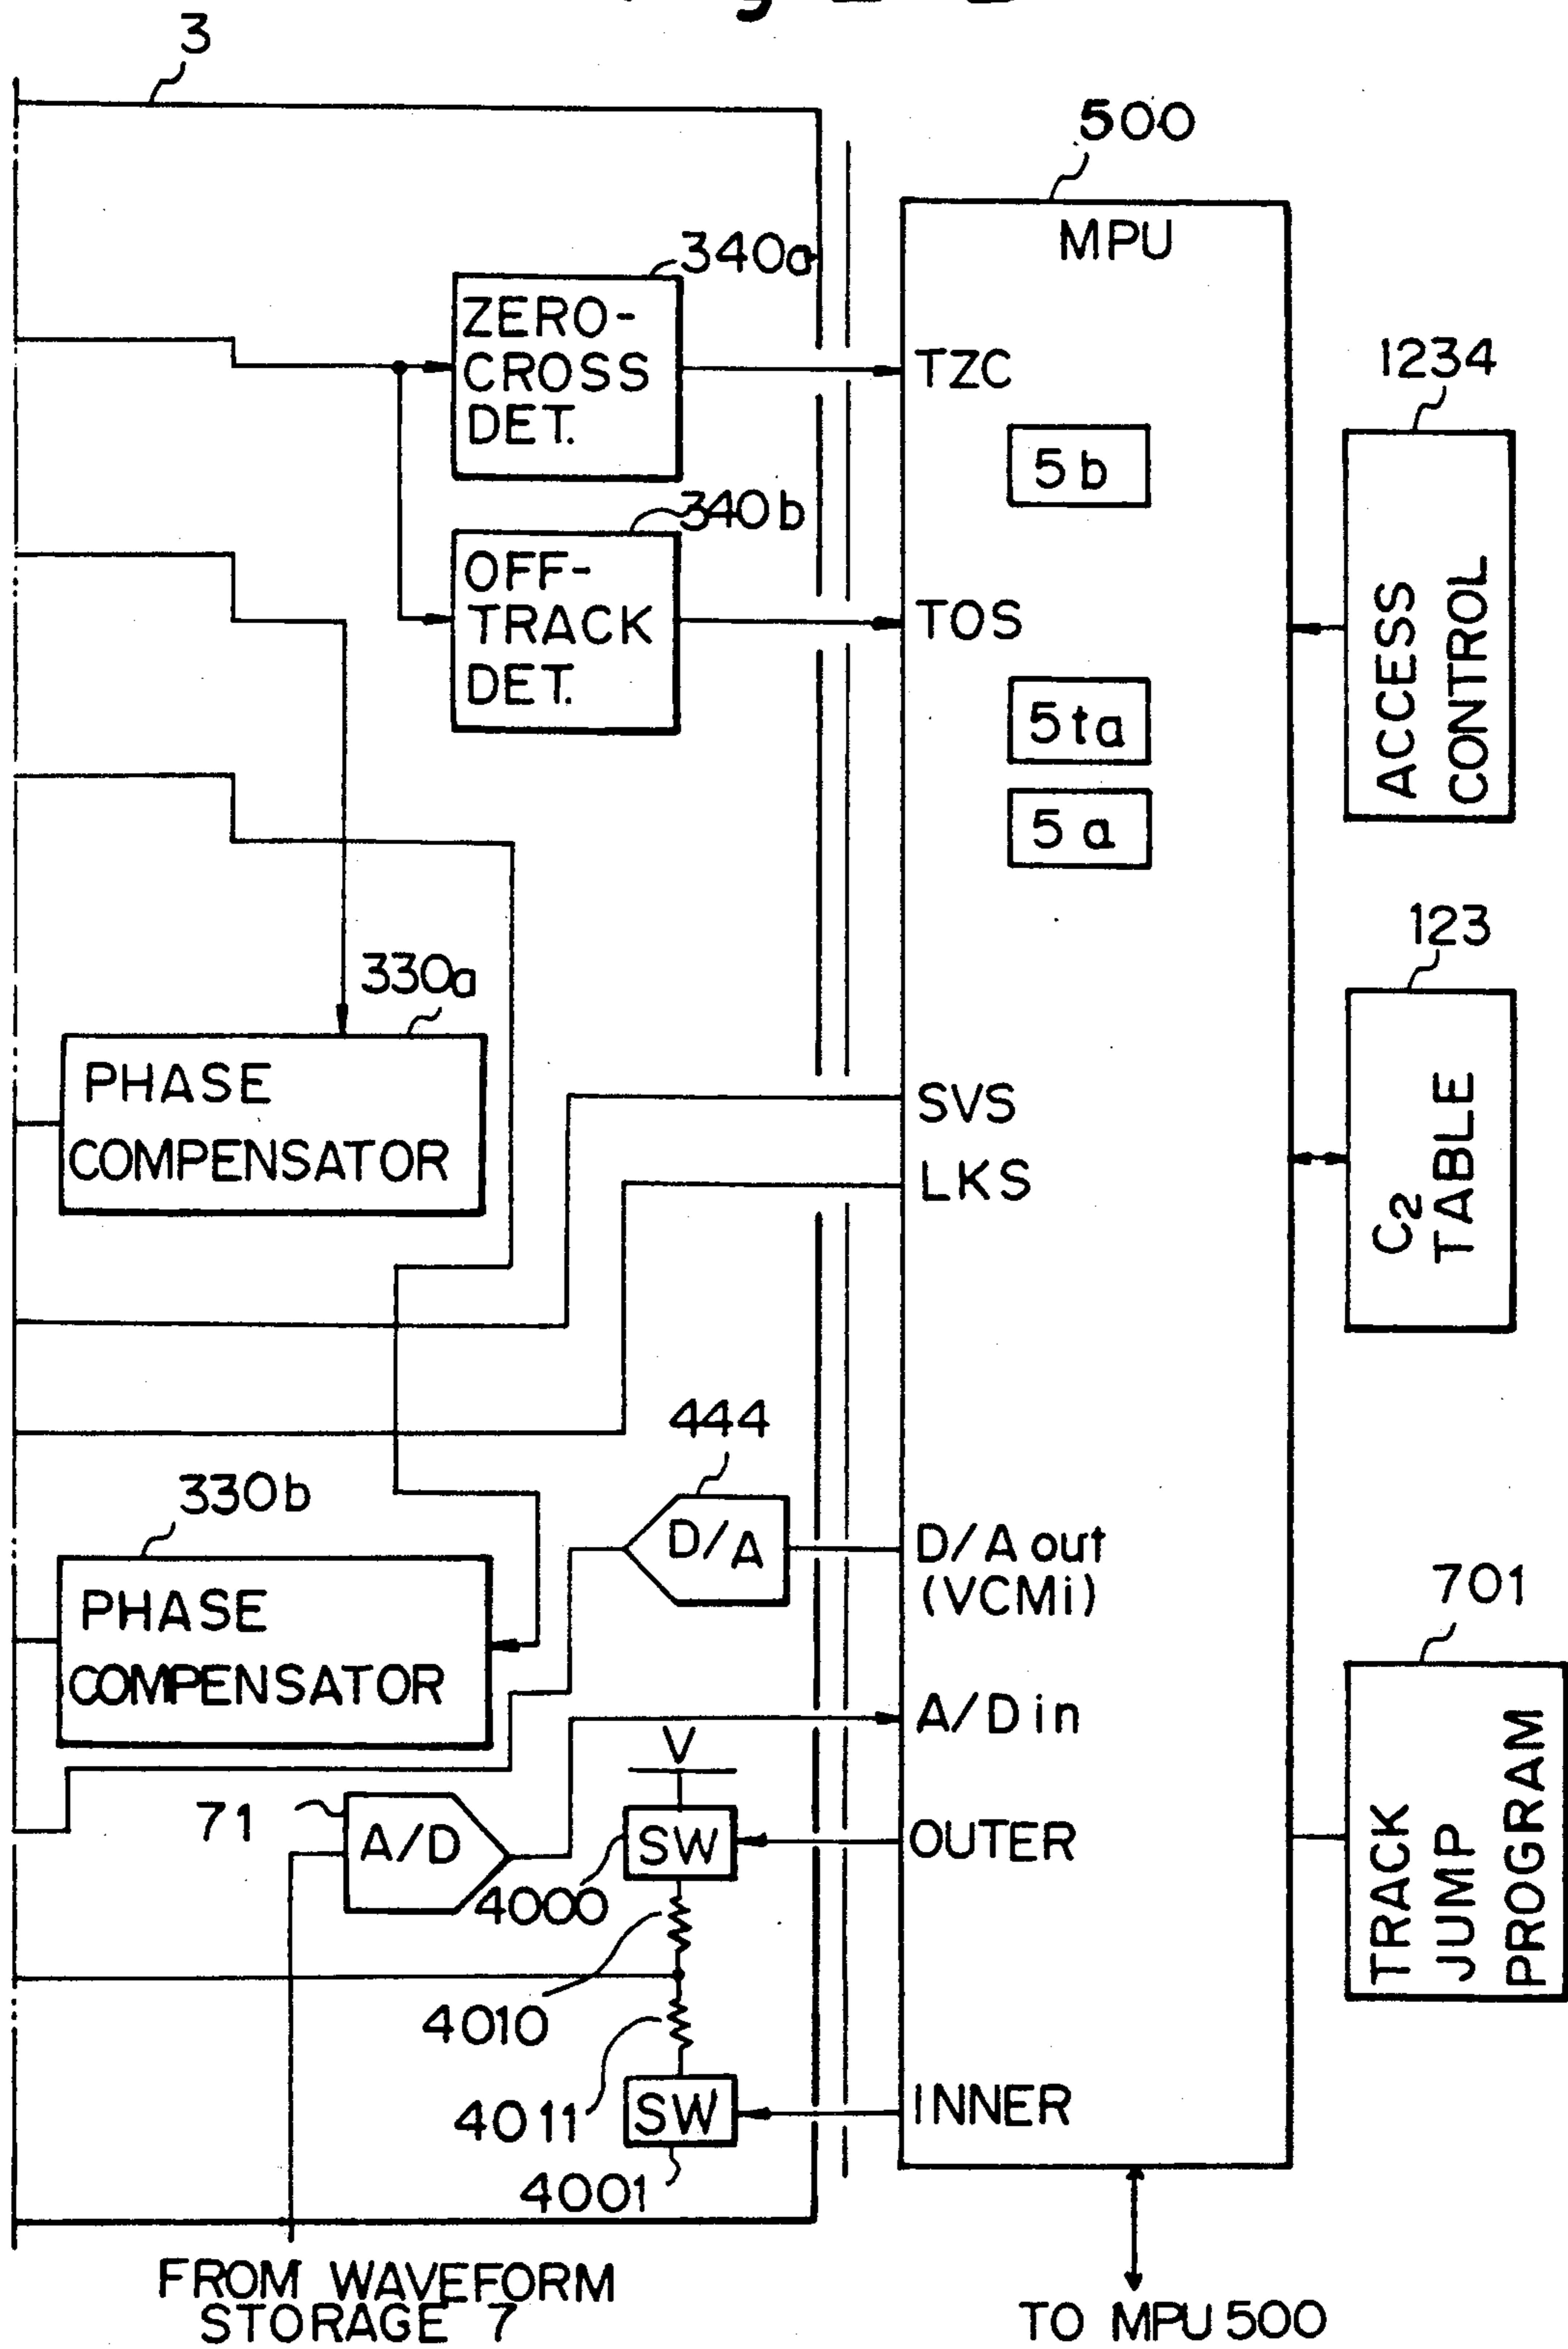 3
500
MPU
340a
ZERO-
CROSS
DET.
TZC
1234
ACCESS
CONTROL
5b
340b
OFF-
TRACK
DET.
TOS
5ta
5a
123
C2
TABLE
330a
PHASE
COMPENSATOR
SVS
LKS
444
D/A
D/A out
(VCMi)
330b
PHASE
COMPENSATOR
701
TRACK
JUMP
PROGRAM
A/D in
V
71
A/D
SW
OUTER
4000
4010
4011
SW
INNER
4001
FROM WAVEFORM
STORAGE 7
TO MPU 500